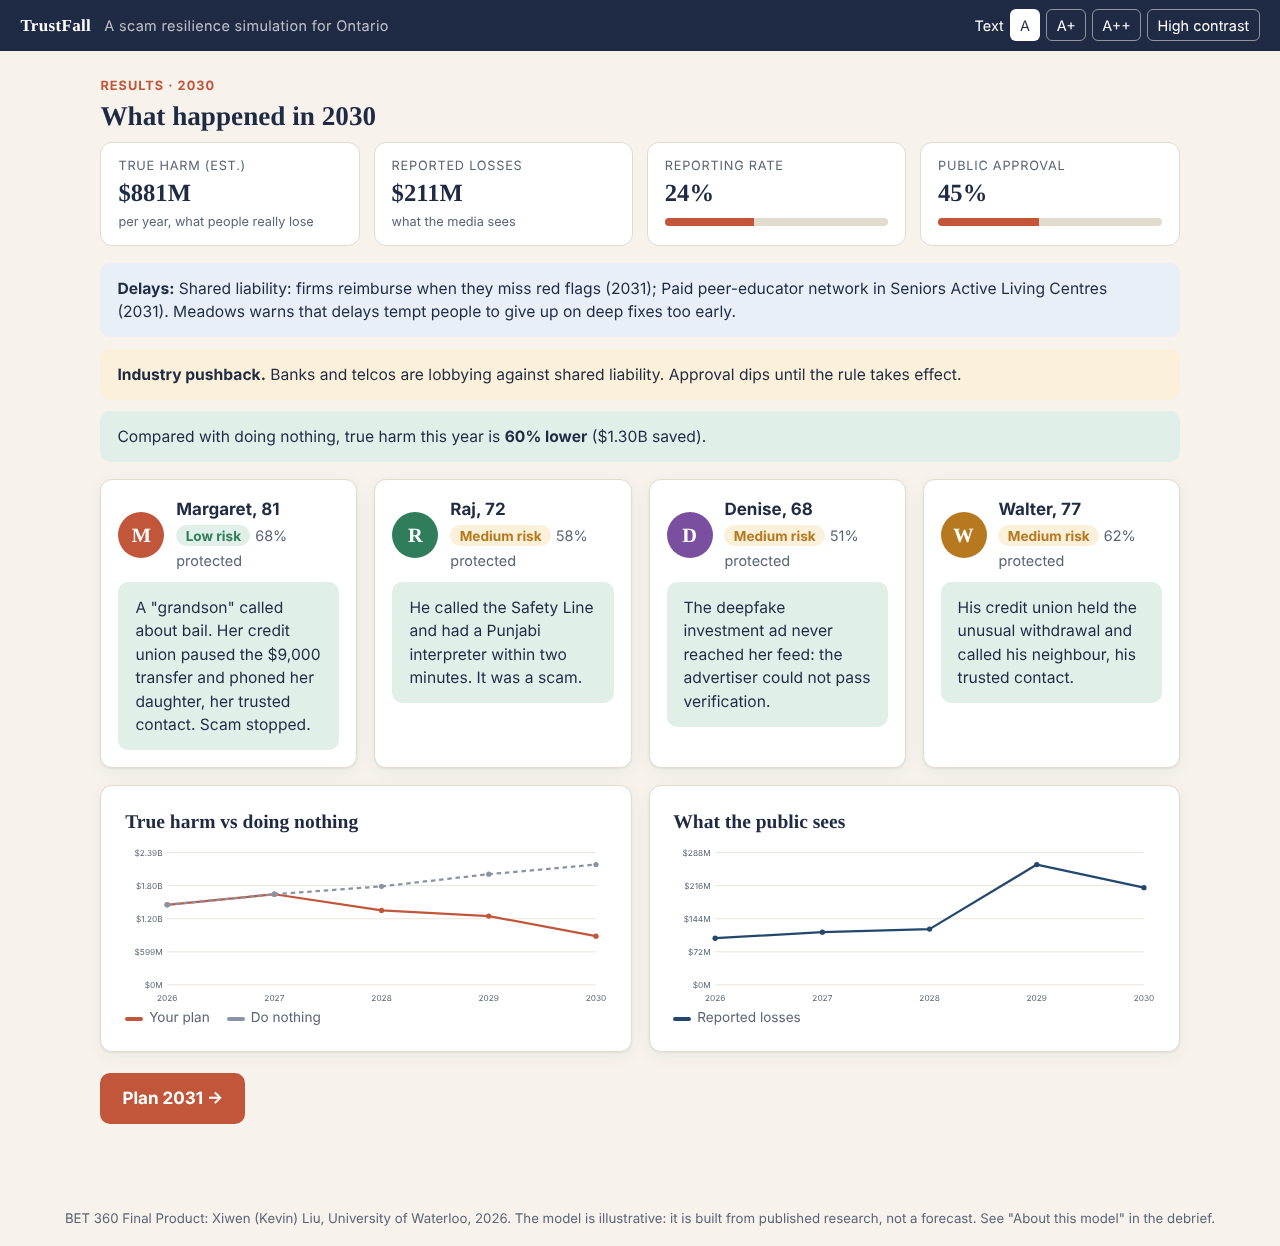 TrustFall A scam resilience simulation for Ontario Text A A+ A++ High contrast
RESULTS · 2030
What happened in 2030
TRUE HARM (EST.)
$881M
per year, what people really lose
REPORTED LOSSES
$211M
what the media sees
REPORTING RATE
24%
PUBLIC APPROVAL
45%
Delays: Shared liability: firms reimburse when they miss red flags (2031); Paid peer-educator network in Seniors Active Living Centres
(2031). Meadows warns that delays tempt people to give up on deep fixes too early.
Industry pushback. Banks and telcos are lobbying against shared liability. Approval dips until the rule takes effect.
Compared with doing nothing, true harm this year is 60% lower ($1.30B saved).
M
Margaret, 81
Low risk 68%
protected
A "grandson" called
about bail. Her credit
union paused the $9,000
transfer and phoned her
daughter, her trusted
contact. Scam stopped.
R
Raj, 72
Medium risk 58%
protected
He called the Safety Line
and had a Punjabi
interpreter within two
minutes. It was a scam.
D
Denise, 68
Medium risk 51%
protected
The deepfake
investment ad never
reached her feed: the
advertiser could not pass
verification.
W
Walter, 77
Medium risk 62%
protected
His credit union held the
unusual withdrawal and
called his neighbour, his
trusted contact.
True harm vs doing nothing
$2.39B
$1.80B
$1.20B
$599M
$0M
2026 2027 2028 2029 2030
Your plan Do nothing
What the public sees
$288M
$216M
$144M
$72M
$0M
2026 2027 2028 2029 2030
Reported losses
Plan 2031 →
BET 360 Final Product: Xiwen (Kevin) Liu, University of Waterloo, 2026. The model is illustrative: it is built from published research, not a forecast. See "About this model" in the debrief.